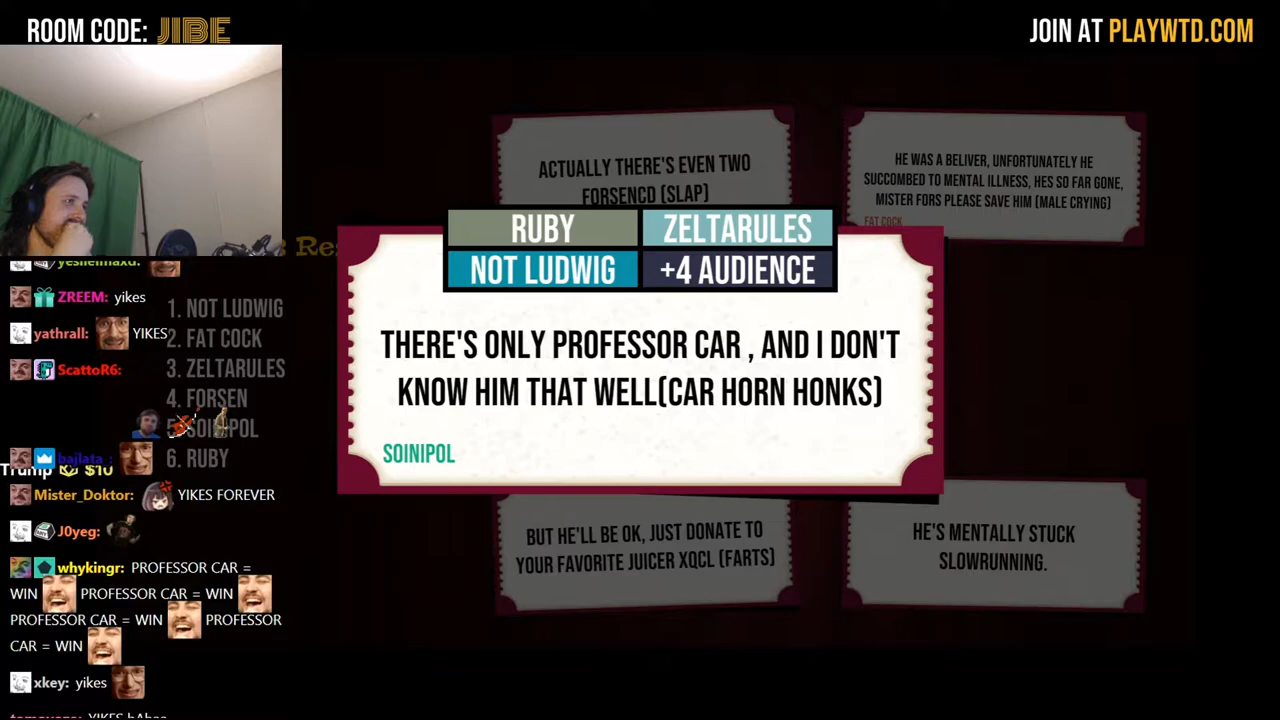 ROOM CODE: JIBE
JOIN AT PLAYWTD.COM
ACTUALLY THERE'S EVEN TWO
FORSENCD (SLAP)
HE WAS A BELIVER, UNFORTUNATELY HE
SUCCOMBED TO MENTAL ILLNESS, HES SO FAR GONE,
MISTER FORS PLEASE SAVE HIM (MALE CRYING)
FAT COCK
RUBY
ZELTARULES
NOT LUDWIG
+4 AUDIENCE
THERE'S ONLY PROFESSOR CAR , AND I DON'T
KNOW HIM THAT WELL(CAR HORN HONKS)
SOINIPOL
BUT HE'LL BE OK, JUST DONATE TO
YOUR FAVORITE JUICER XQCL (FARTS)
HE'S MENTALLY STUCK
SLOWRUNNING.
1. NOT LUDWIG
2. FAT COCK
3. ZELTARULES
4. FORSEN
5. SOINIPOL
6. RUBY
ZREEM: yikes
yathrall: YIKES
ScattoR6:
bajlata :
Trump $10
Mister_Doktor: YIKES FOREVER
J0yeg:
whykingr: PROFESSOR CAR =
WIN PROFESSOR CAR = WIN
PROFESSOR CAR = WIN PROFESSOR
CAR = WIN
xkey: yikes